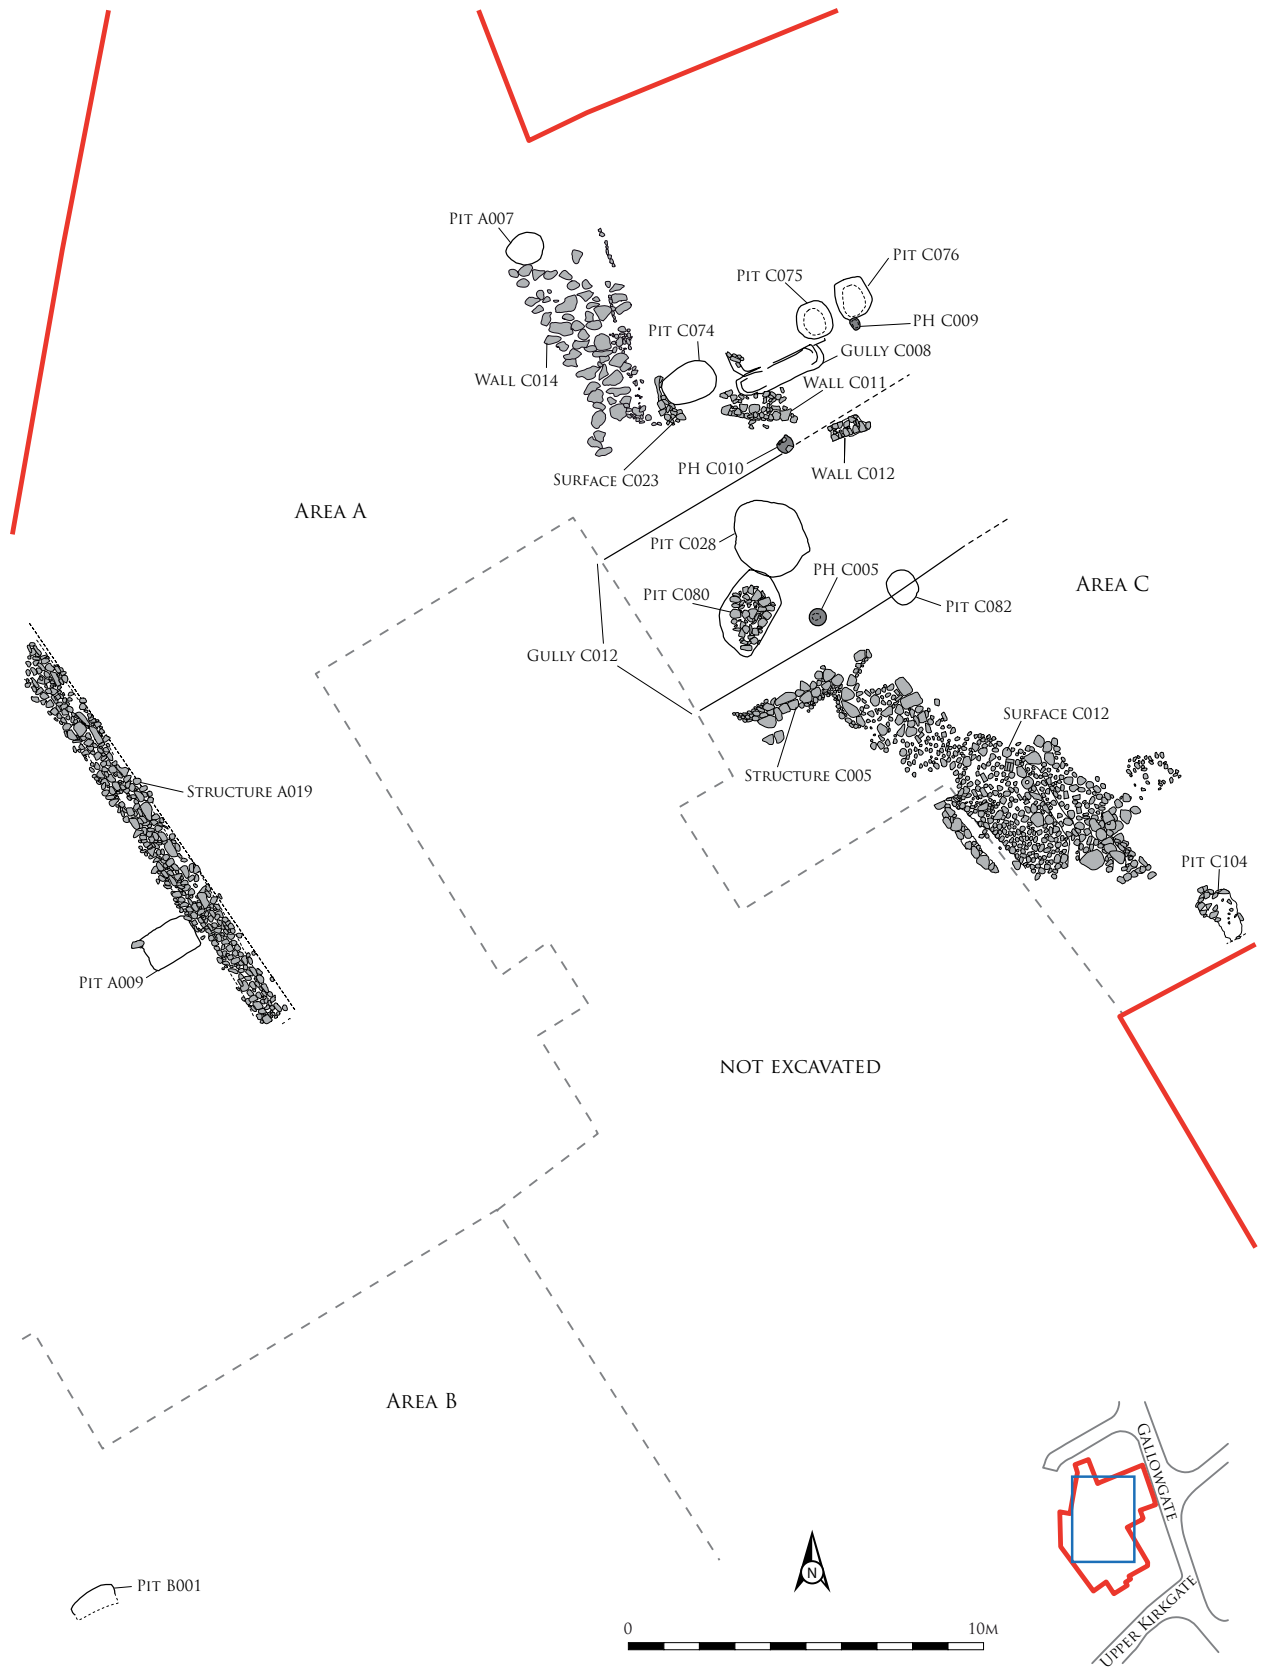 Pit A007
Pit C076
Pit C075
PH C009
Pit C074
Gully C008
Wall C014
Wall C011
PH C010
Wall C012
Surface C023
Area A
Pit C028
PH C005
Area C
Pit C080
Pit C082
Gully C012
Surface C012
Structure C005
Structure A019
Pit C104
Pit A009
NOT EXCAVATED
Area B
Gallowgate
N
Pit B001
Upper Kirkgate
0 10m